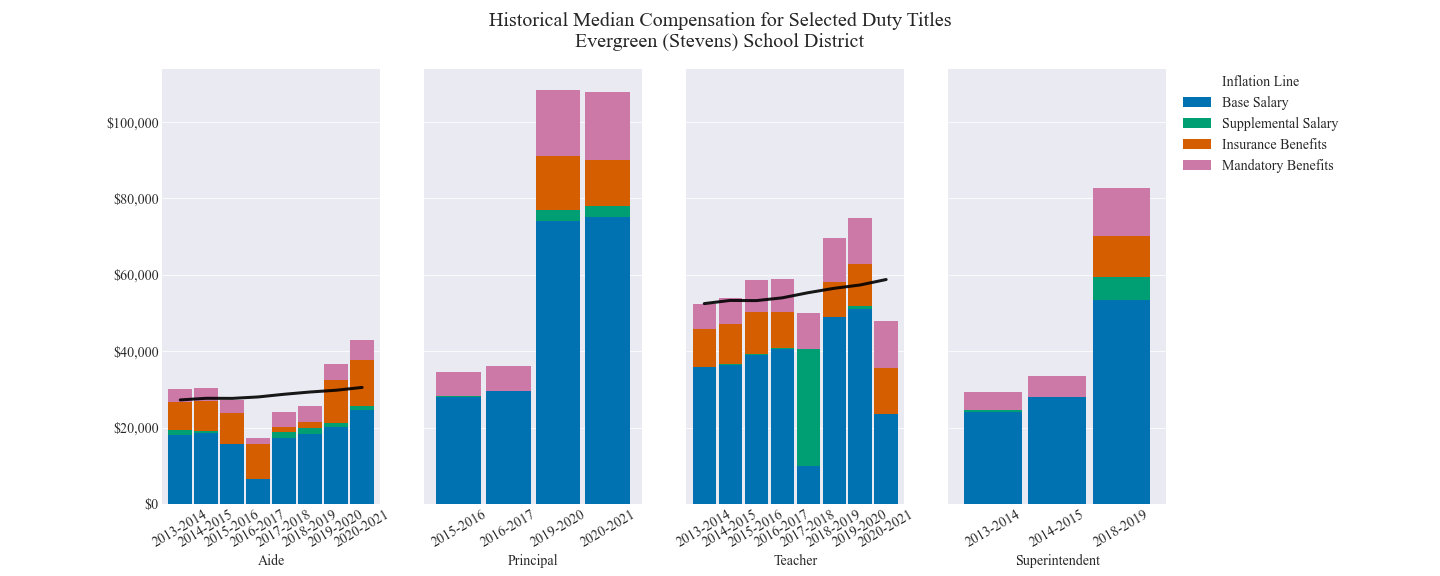 Historical Median Compensation for Selected Duty Titles
Evergreen (Stevens) School District
$100,000
$80,000
$60,000
$40,000
$20,000
$0
2013-2014
2014-2015
2015-2016
2016-2017
2017-2018
2018-2019
2019-2020
2020-2021
Aide
2015-2016
2016-2017
2019-2020
2020-2021
Principal
2013-2014
2014-2015
2015-2016
2016-2017
2017-2018
2018-2019
2019-2020
2020-2021
Teacher
2013-2014
2014-2015
2018-2019
Superintendent
Inflation Line
Base Salary
Supplemental Salary
Insurance Benefits
Mandatory Benefits